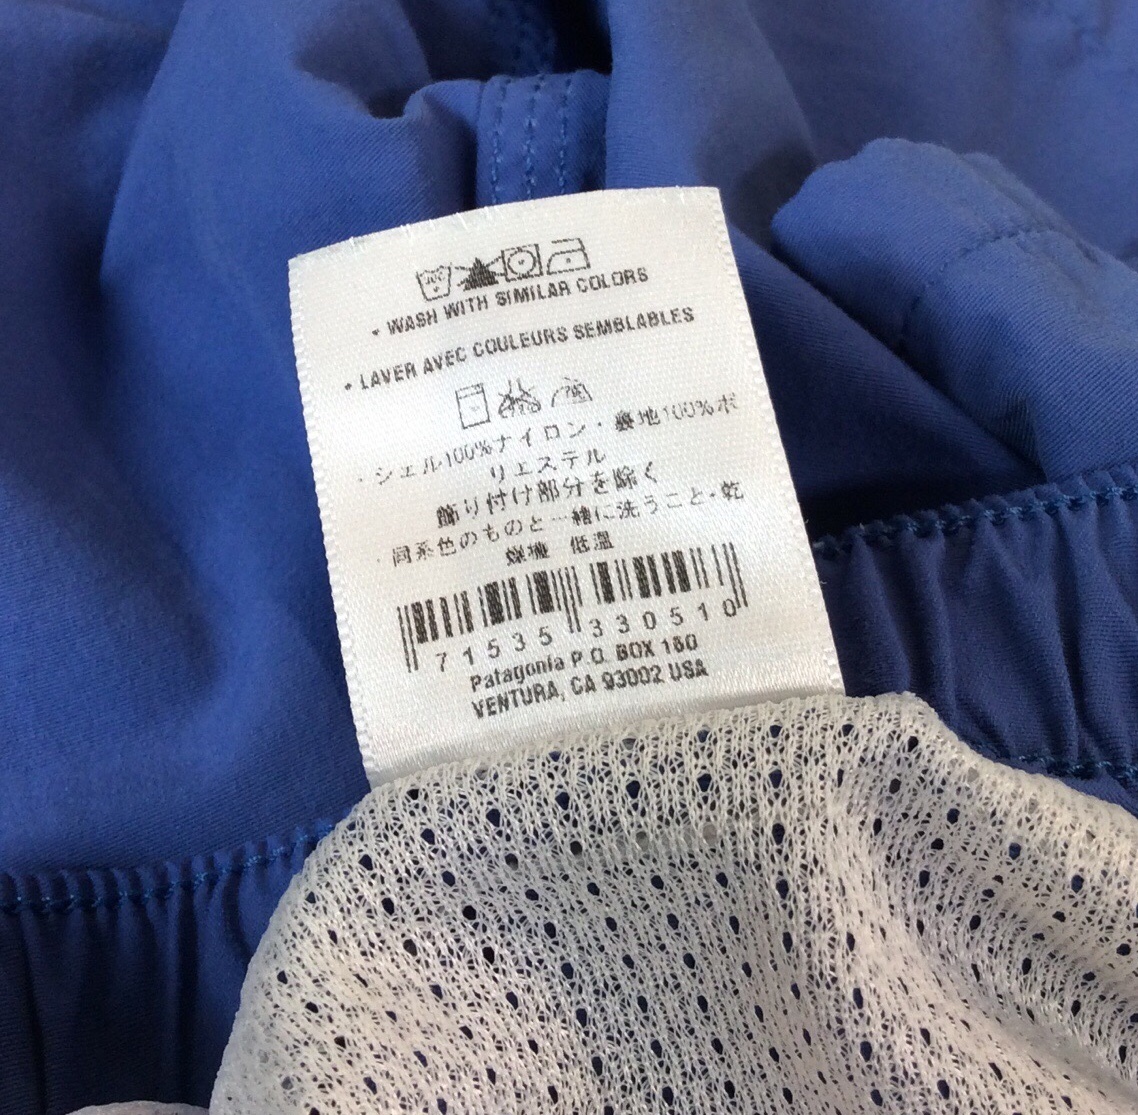 • WASH WITH SIMILAR COLORS
• LAVER AVEC COULEURS SEMBLABLES
・シェル100%ナイロン・裏地100%ポ
リエステル
飾り付け部分を除く
・同系色のものと一緒に洗うこと・乾
燥機 低温
71535 330510
Patagonia P.O. BOX 150
VENTURA, CA 93002 USA